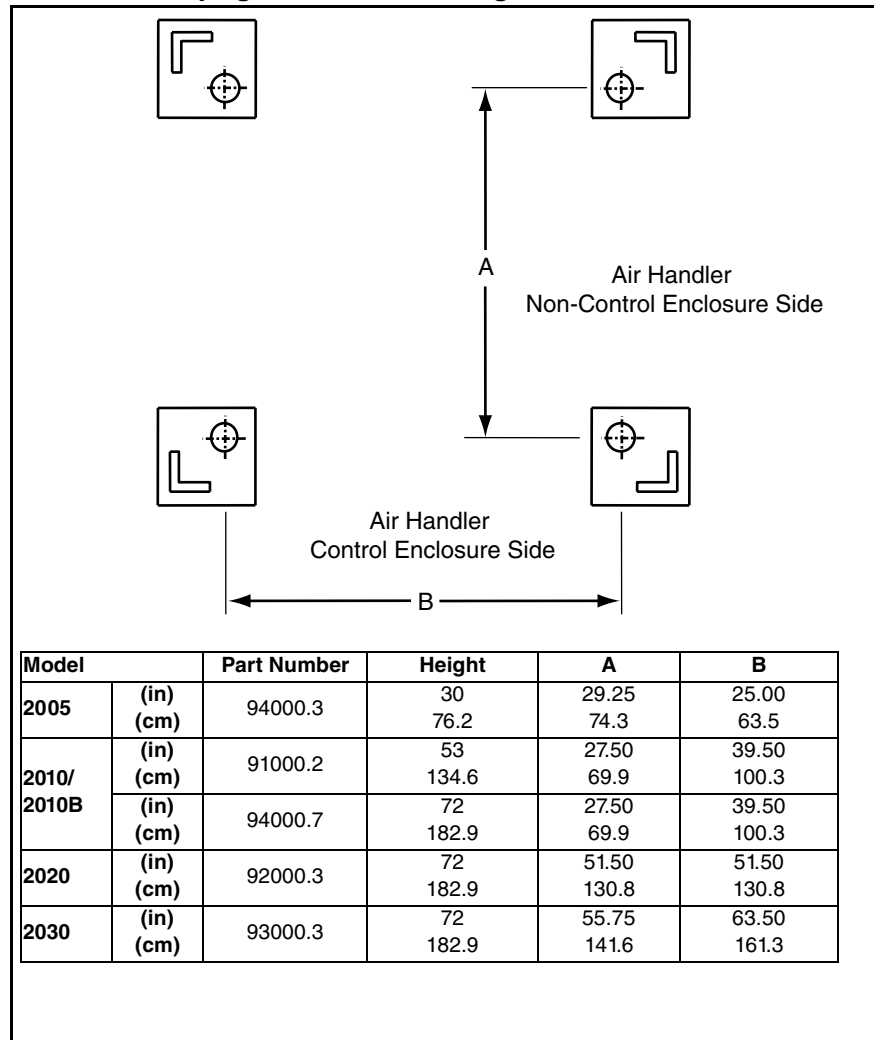 A
Air Handler
Non-Control Enclosure Side
Air Handler
Control Enclosure Side
B
Model Part Number Height A B
2005 (in) 94000.3 30 29.25 25.00
(cm) 76.2 74.3 63.5
2010/ 2010B (in) 91000.2 53 27.50 39.50
(cm) 134.6 69.9 100.3
(in) 94000.7 72 27.50 39.50
(cm) 182.9 69.9 100.3
2020 (in) 92000.3 72 51.50 51.50
(cm) 182.9 130.8 130.8
2030 (in) 93000.3 72 55.75 63.50
(cm) 182.9 141.6 161.3